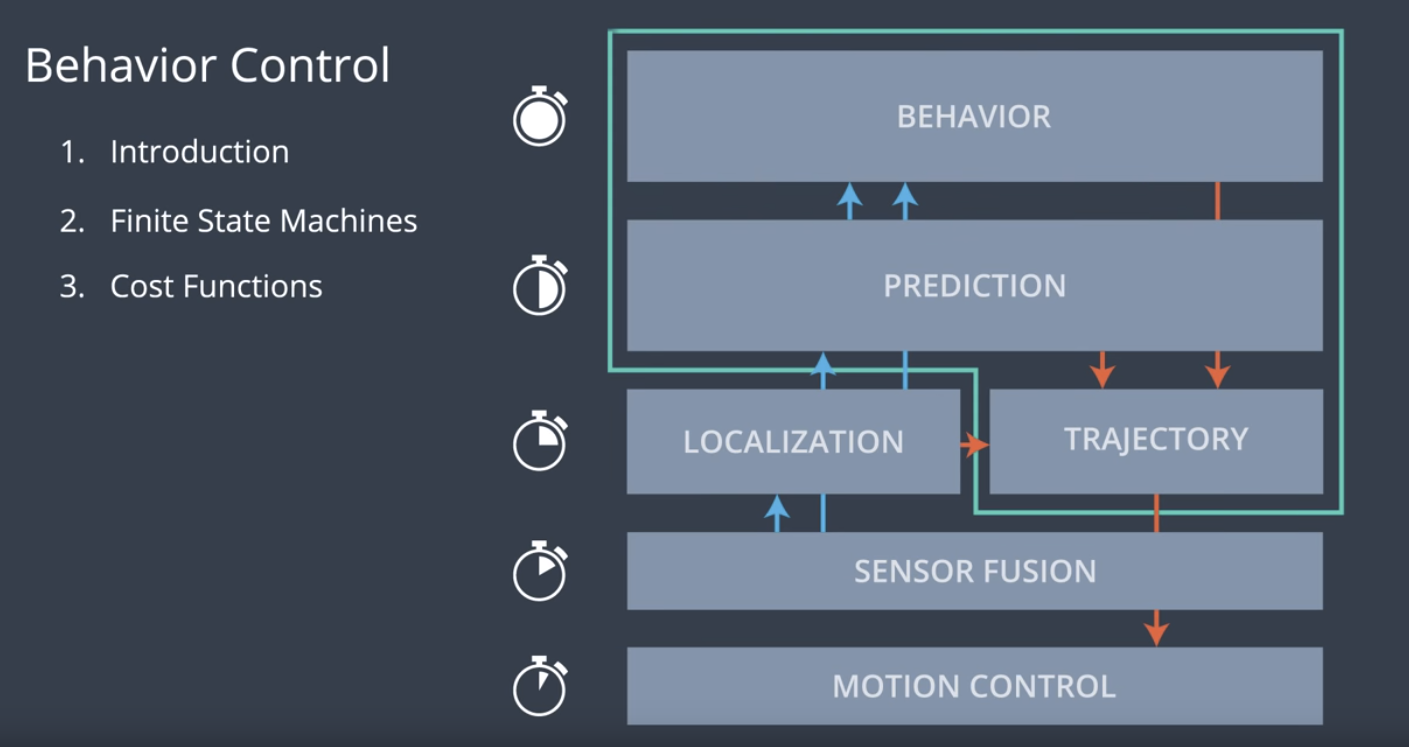 Behavior Control
1. Introduction
2. Finite State Machines
3. Cost Functions
BEHAVIOR
PREDICTION
LOCALIZATION
TRAJECTORY
SENSOR FUSION
MOTION CONTROL